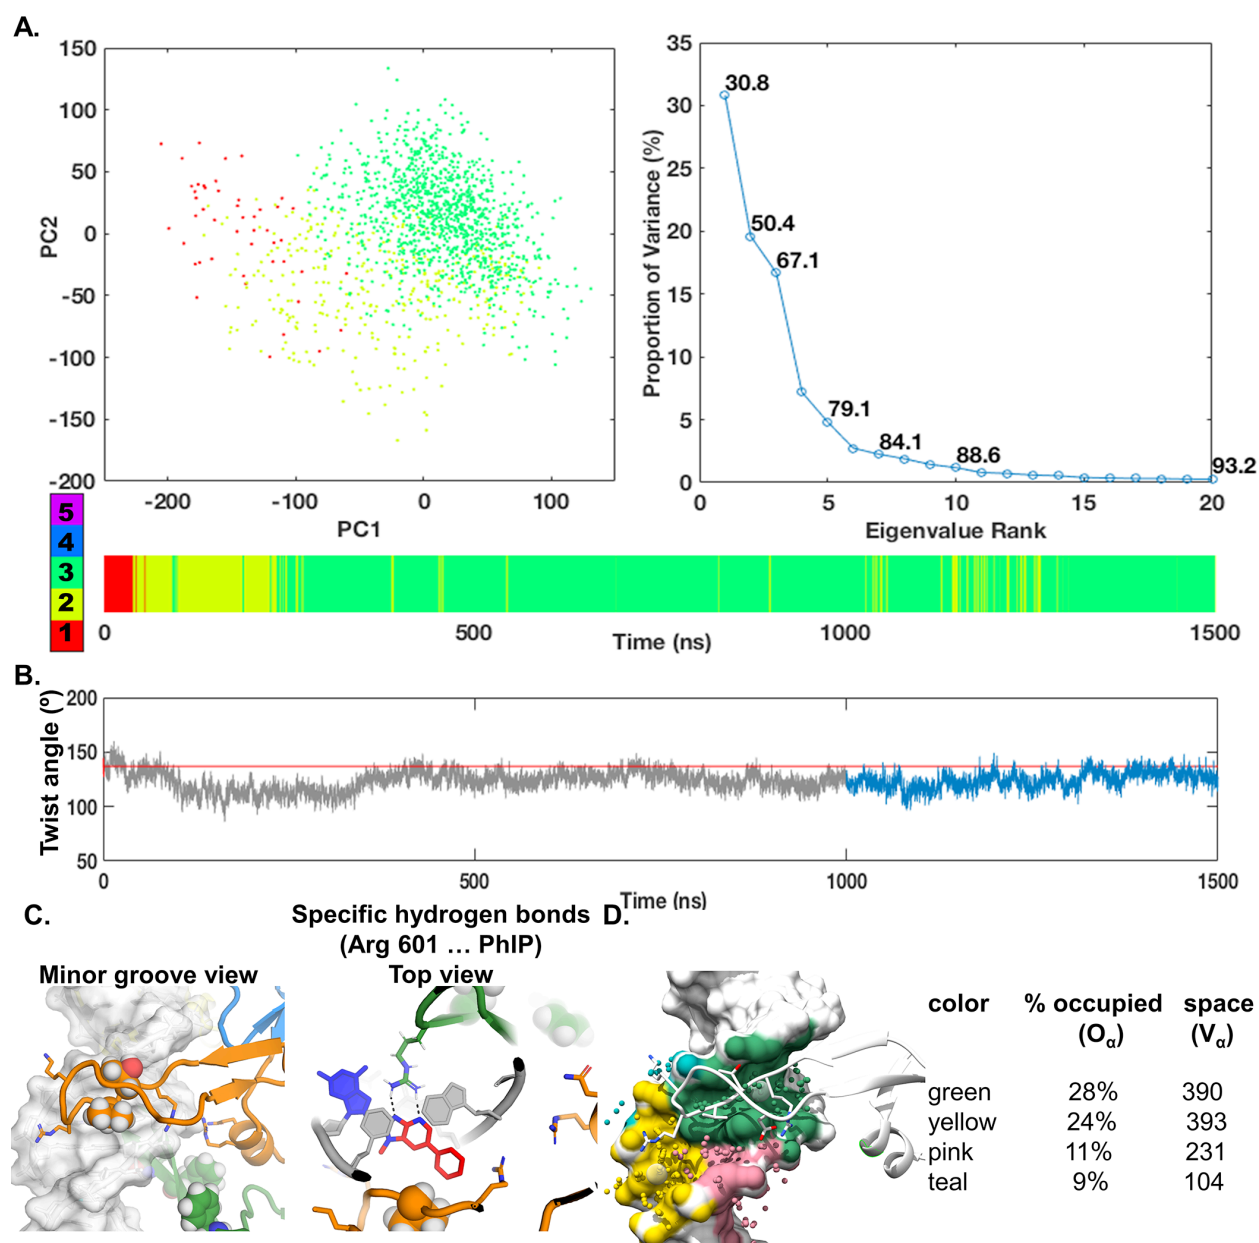 A.
150
100
50
0
-50
-100
-150
-200
PC2
-200 -100 0 100
PC1
35
30
25
20
15
10
5
0
Proportion of Variance (%)
30.8
50.4
67.1
79.1
84.1
88.6
93.2
0 5 10 15 20
Eigenvalue Rank
5
4
3
2
1
0 500 1000 1500
Time (ns)
B.
Twist angle (º)
200
150
100
50
0 500 1000 1500
Time (ns)
C.
Minor groove view
Specific hydrogen bonds
(Arg 601 … PhIP)
Top view
D.
color % occupied space
(Oα) (Vα)
green 28% 390
yellow 24% 393
pink 11% 231
teal 9% 104